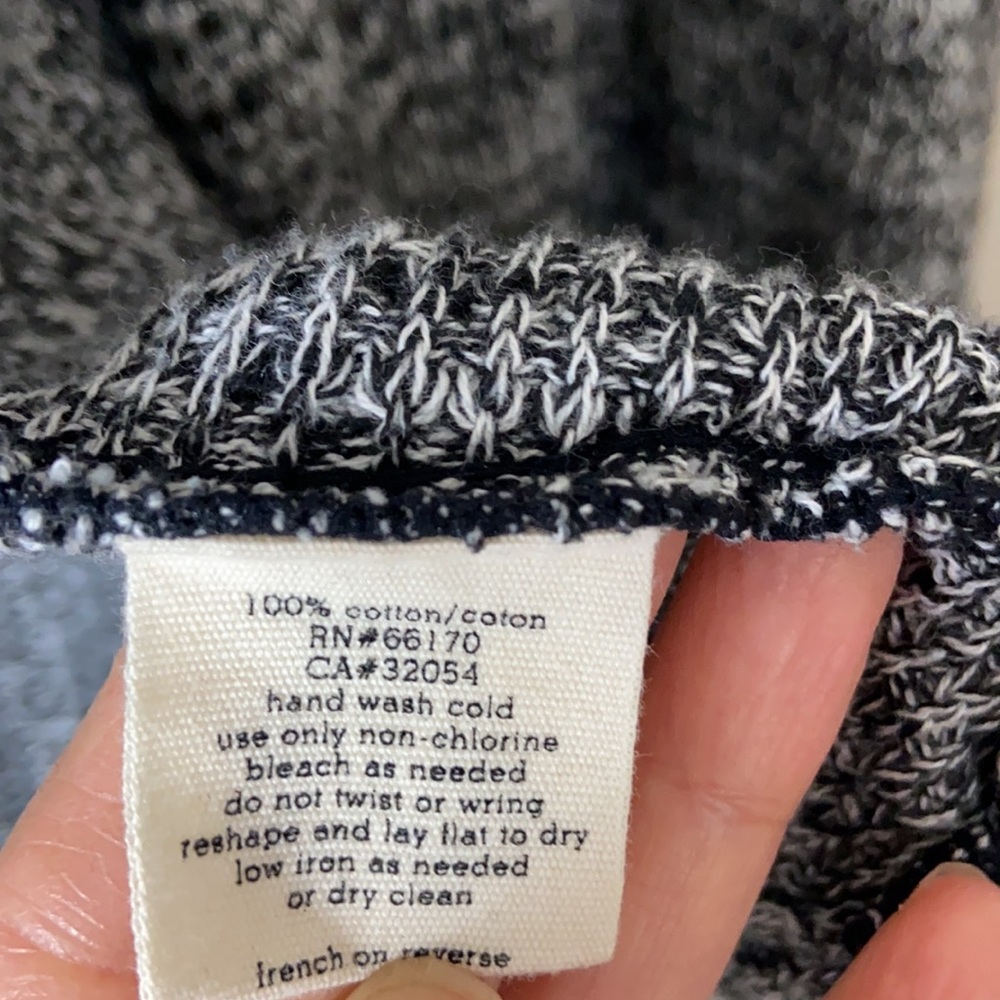 100% cotton/coton
RN#66170
CA#32054
hand wash cold
use only non-chlorine
bleach as needed
do not twist or wring
reshape and lay flat to dry
low iron as needed
or dry clean
french on reverse